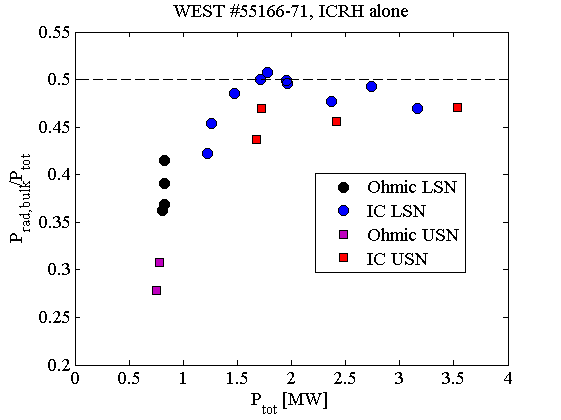 WEST #55166-71, ICRH alone
0.55
0.5
0.45
0.4
0.35
0.3
0.25
0.2
P_rad,bulk/P_tot
Ohmic LSN
IC LSN
Ohmic USN
IC USN
0 0.5 1 1.5 2 2.5 3 3.5 4
P_tot [MW]